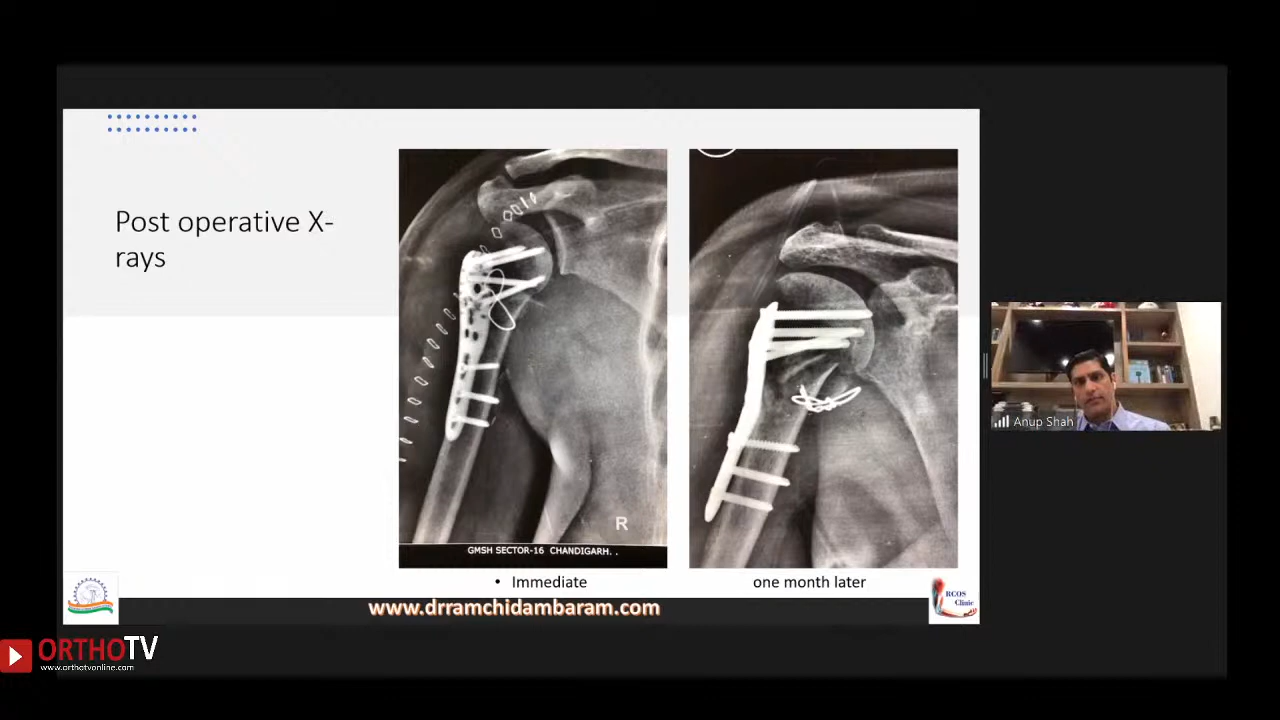 Post operative X-
rays
R
GMSH SECTOR-16 CHANDIGARH. .
• Immediate
one month later
www.drramchidambaram.com
RCOS
Clinic
Anup Shah
ORTHOTV
www.orthotvonline.com